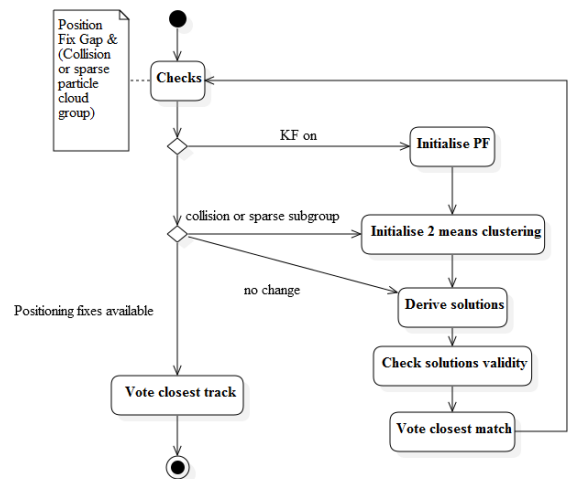 Position
Fix Gap &
(Collision
or sparse
particle
cloud
group)
Checks
KF on
Initialise PF
collision or sparse subgroup
Initialise 2 means clustering
no change
Derive solutions
Positioning fixes available
Check solutions validity
Vote closest track
Vote closest match